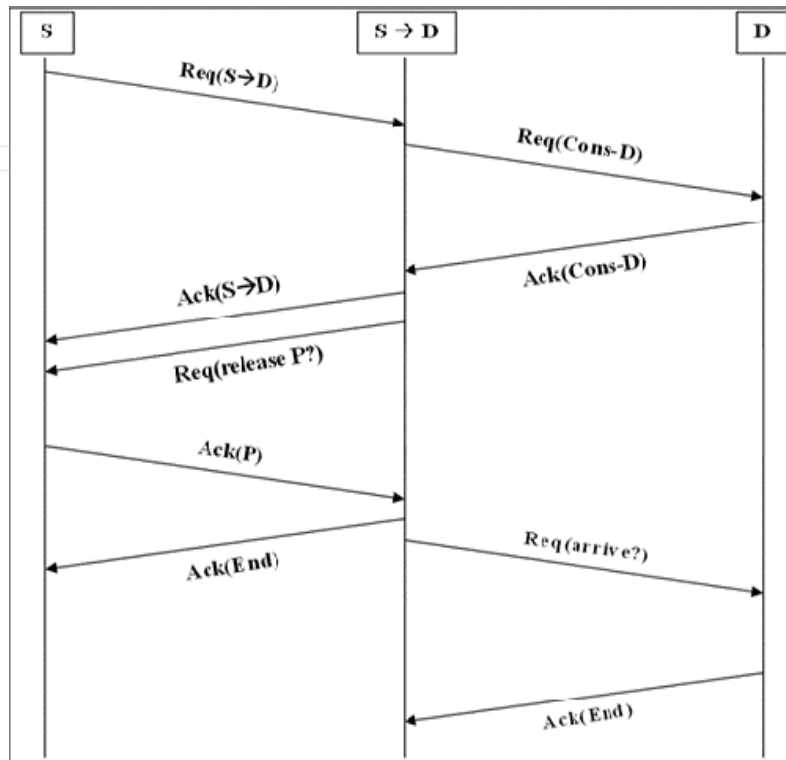 S
S → D
D
Req(S→D)
Req(Cons-D)
Ack(Cons-D)
Ack(S→D)
Req(release P?)
Ack(P)
Ack(End)
Req(arrive?)
Ack(End)